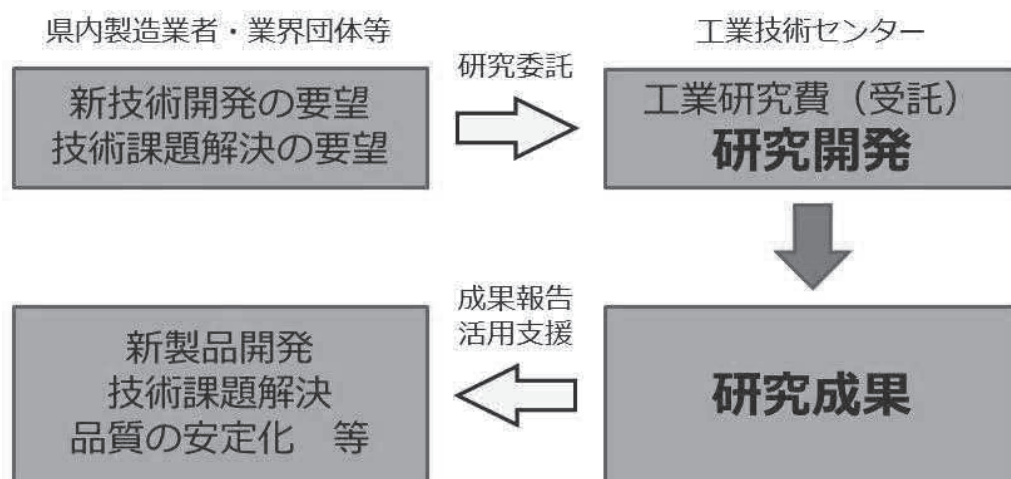 県内製造業者・業界団体等
新技術開発の要望
技術課題解決の要望
研究委託
工業技術センター
工業研究費（受託）
研究開発
研究成果
成果報告
活用支援
新製品開発
技術課題解決
品質の安定化　等